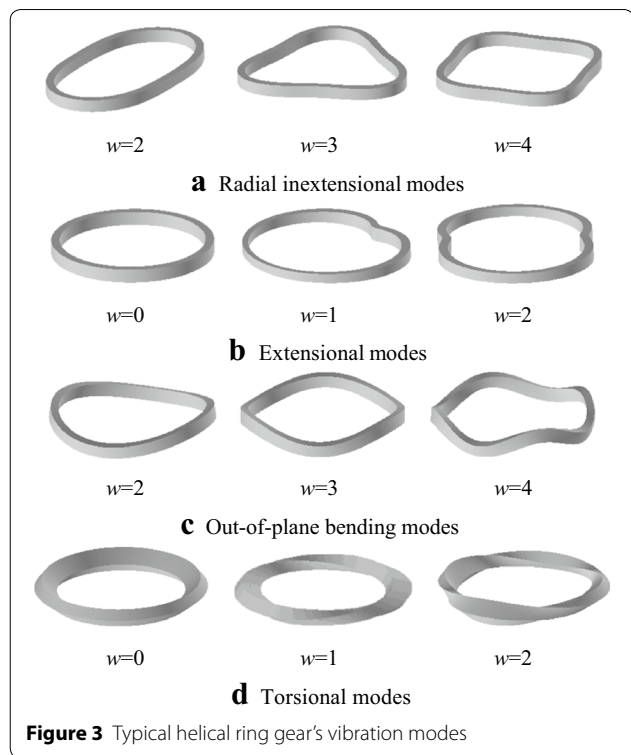 w=2 w=3 w=4
a Radial inextensional modes
w=0 w=1 w=2
b Extensional modes
w=2 w=3 w=4
c Out-of-plane bending modes
w=0 w=1 w=2
d Torsional modes
Figure 3 Typical helical ring gear's vibration modes